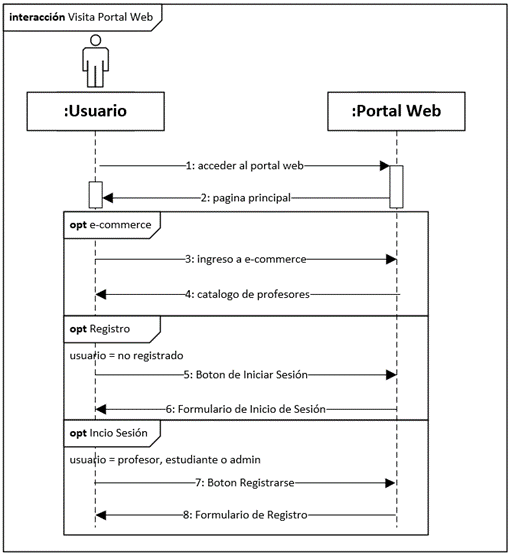 interacción Visita Portal Web
:Usuario
:Portal Web
1: acceder al portal web
2: pagina principal
opt e-commerce
3: ingreso a e-commerce
4: catalogo de profesores
opt Registro
usuario = no registrado
5: Boton de Iniciar Sesión
6: Formulario de Inicio de Sesión
opt Incio Sesión
usuario = profesor, estudiante o admin
7: Boton Registrarse
8: Formulario de Registro